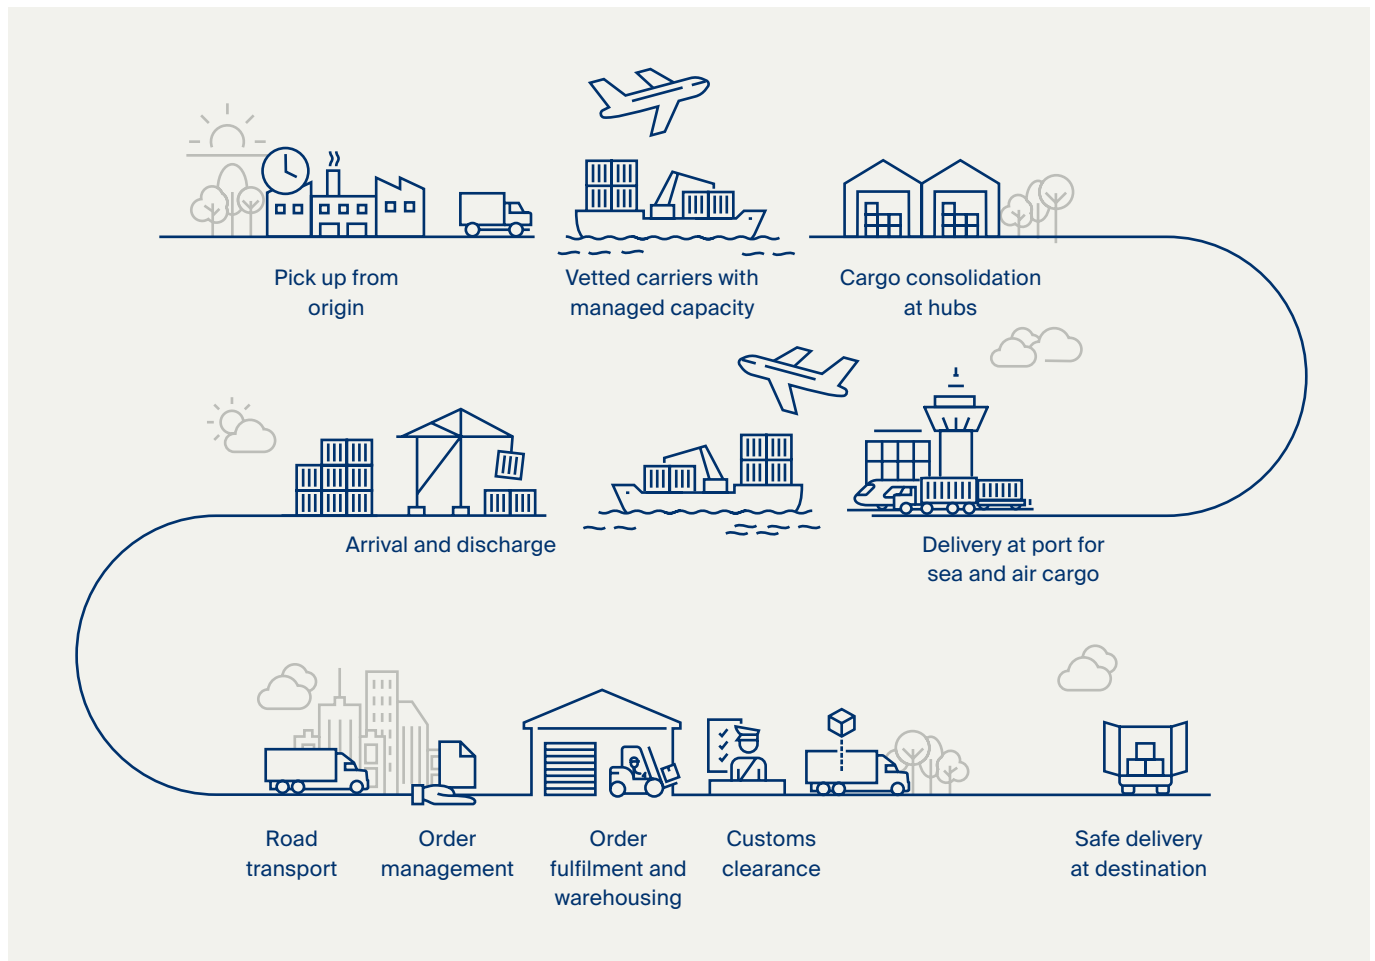 Pick up from
origin
Vetted carriers with
managed capacity
Cargo consolidation
at hubs
Arrival and discharge
Delivery at port for
sea and air cargo
Road
transport
Order
management
Order
fulfilment and
warehousing
Customs
clearance
Safe delivery
at destination